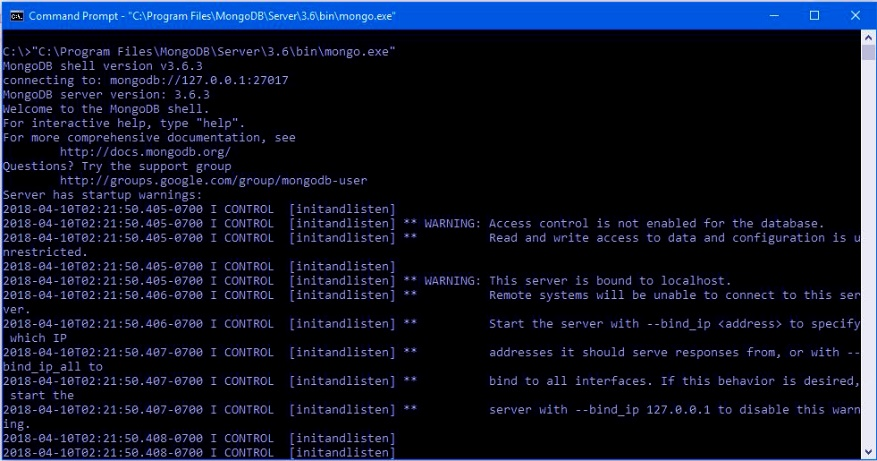 Command Prompt - "C:\Program Files\MongoDB\Server\3.6\bin\mongo.exe"
C:\>"C:\Program Files\MongoDB\Server\3.6\bin\mongo.exe"
MongoDB shell version v3.6.3
connecting to: mongodb://127.0.0.1:27017
MongoDB server version: 3.6.3
Welcome to the MongoDB shell.
For interactive help, type "help".
For more comprehensive documentation, see
        http://docs.mongodb.org/
Questions? Try the support group
        http://groups.google.com/group/mongodb-user
Server has startup warnings:
2018-04-10T02:21:50.405-0700 I CONTROL  [initandlisten]
2018-04-10T02:21:50.405-0700 I CONTROL  [initandlisten] ** WARNING: Access control is not enabled for the database.
2018-04-10T02:21:50.405-0700 I CONTROL  [initandlisten] **          Read and write access to data and configuration is u
nrestricted.
2018-04-10T02:21:50.405-0700 I CONTROL  [initandlisten]
2018-04-10T02:21:50.405-0700 I CONTROL  [initandlisten] ** WARNING: This server is bound to localhost.
2018-04-10T02:21:50.406-0700 I CONTROL  [initandlisten] **          Remote systems will be unable to connect to this ser
ver.
2018-04-10T02:21:50.406-0700 I CONTROL  [initandlisten] **          Start the server with --bind_ip <address> to specify
 which IP
2018-04-10T02:21:50.407-0700 I CONTROL  [initandlisten] **          addresses it should serve responses from, or with --
bind_ip_all to
2018-04-10T02:21:50.407-0700 I CONTROL  [initandlisten] **          bind to all interfaces. If this behavior is desired,
 start the
2018-04-10T02:21:50.407-0700 I CONTROL  [initandlisten] **          server with --bind_ip 127.0.0.1 to disable this warn
ing.
2018-04-10T02:21:50.408-0700 I CONTROL  [initandlisten]
2018-04-10T02:21:50.408-0700 I CONTROL  [initandlisten]